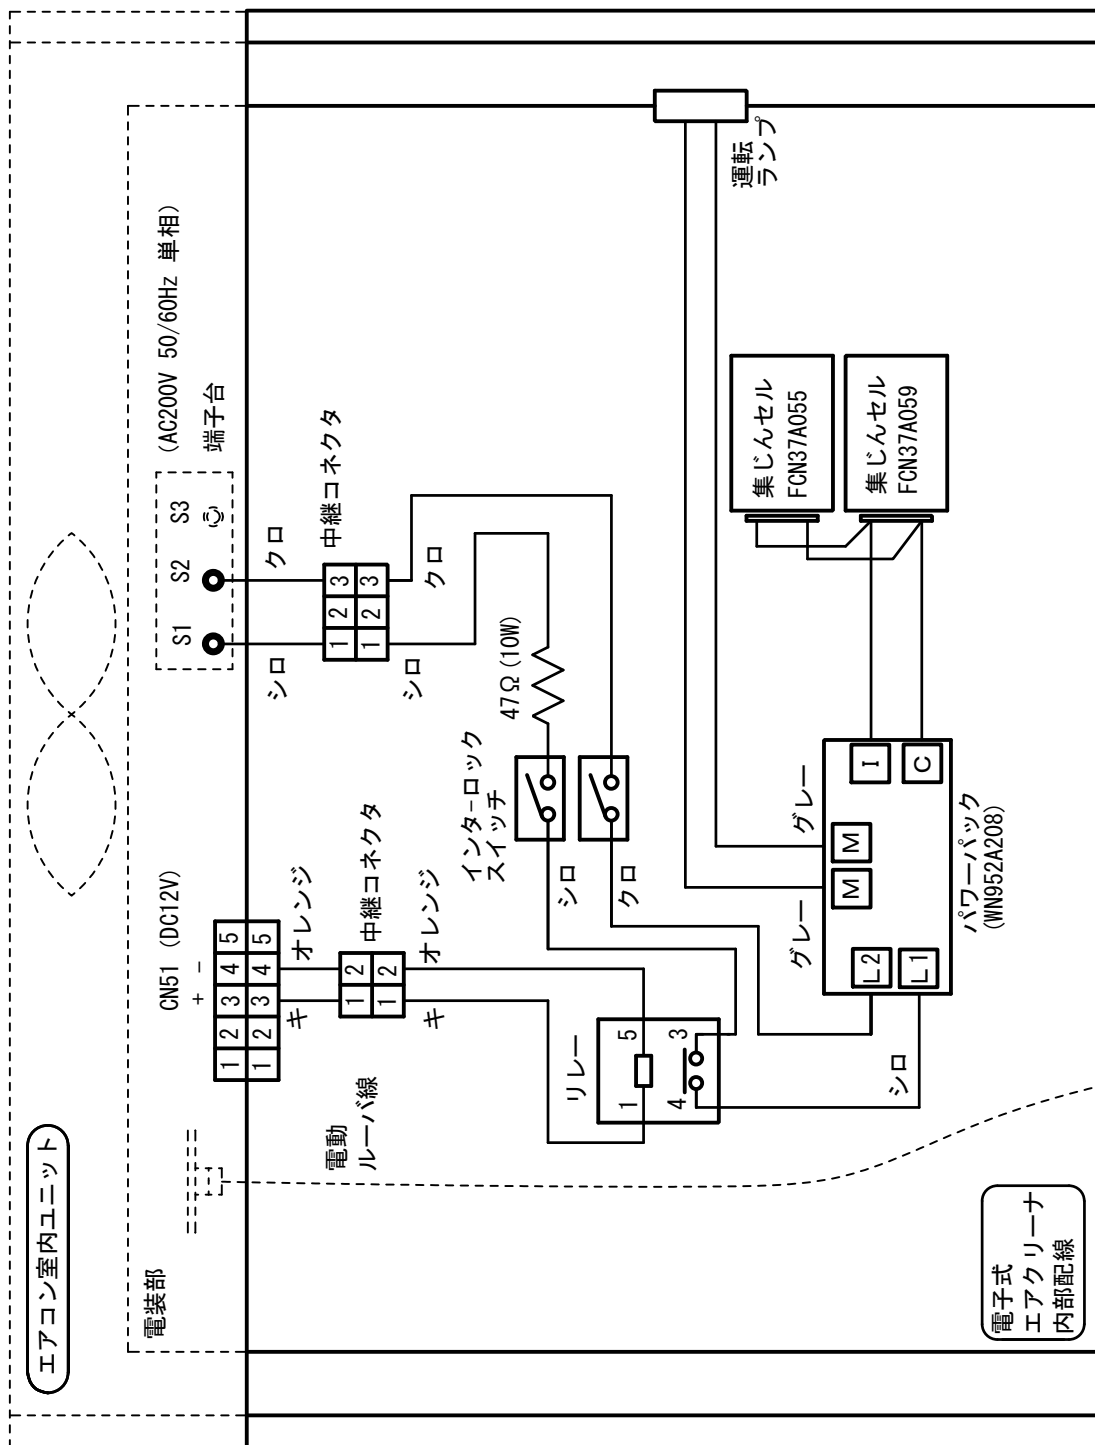 エアコン室内ユニット
電装部
CN51 (DC12V)
+ -
1 2 3 4 5
1 2 3 4 5
キ
オレンジ
中継コネクタ
1 2
1 2
キ
オレンジ
電動
ルーバ線
(AC200V 50/60Hz 単相)
端子台
S1 S2 S3
シロ
クロ
中継コネクタ
1 2 3
1 2 3
シロ
クロ
47Ω(10W)
インターロック
スイッチ
シロ
クロ
リレー
1 5
4 3
シロ
運転
ランプ
グレー
グレー
L2 M M I
L1 C
パワーパック
(WN952A208)
集じんセル
FCN37A055
集じんセル
FCN37A059
電子式
エアクリーナ
内部配線